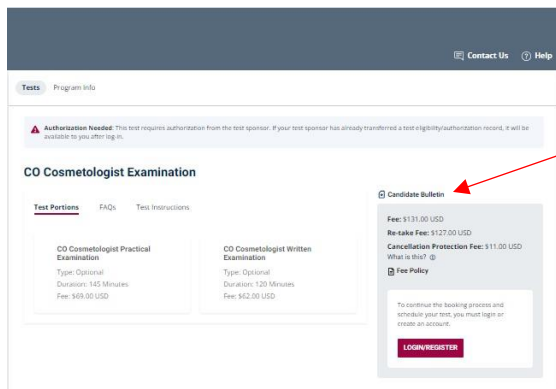 Contact Us
Help
Tests
Program Info
Authorization Needed: This test requires authorization from the test sponsor. If your test sponsor has already transferred a test eligibility/authorization record, it will be
available to you after log-in.
CO Cosmetologist Examination
Candidate Bulletin
Test Portions
FAQs
Test Instructions
Fee: $131.00 USD
Re-take Fee: $127.00 USD
Cancellation Protection Fee: $11.00 USD
What is this?
Fee Policy
CO Cosmetologist Practical
Examination
Type: Optional
Duration: 145 Minutes
Fee: $69.00 USD
CO Cosmetologist Written
Examination
Type: Optional
Duration: 120 Minutes
Fee: $62.00 USD
To continue the booking process and
schedule your test, you must login or
create an account.
LOGIN/REGISTER